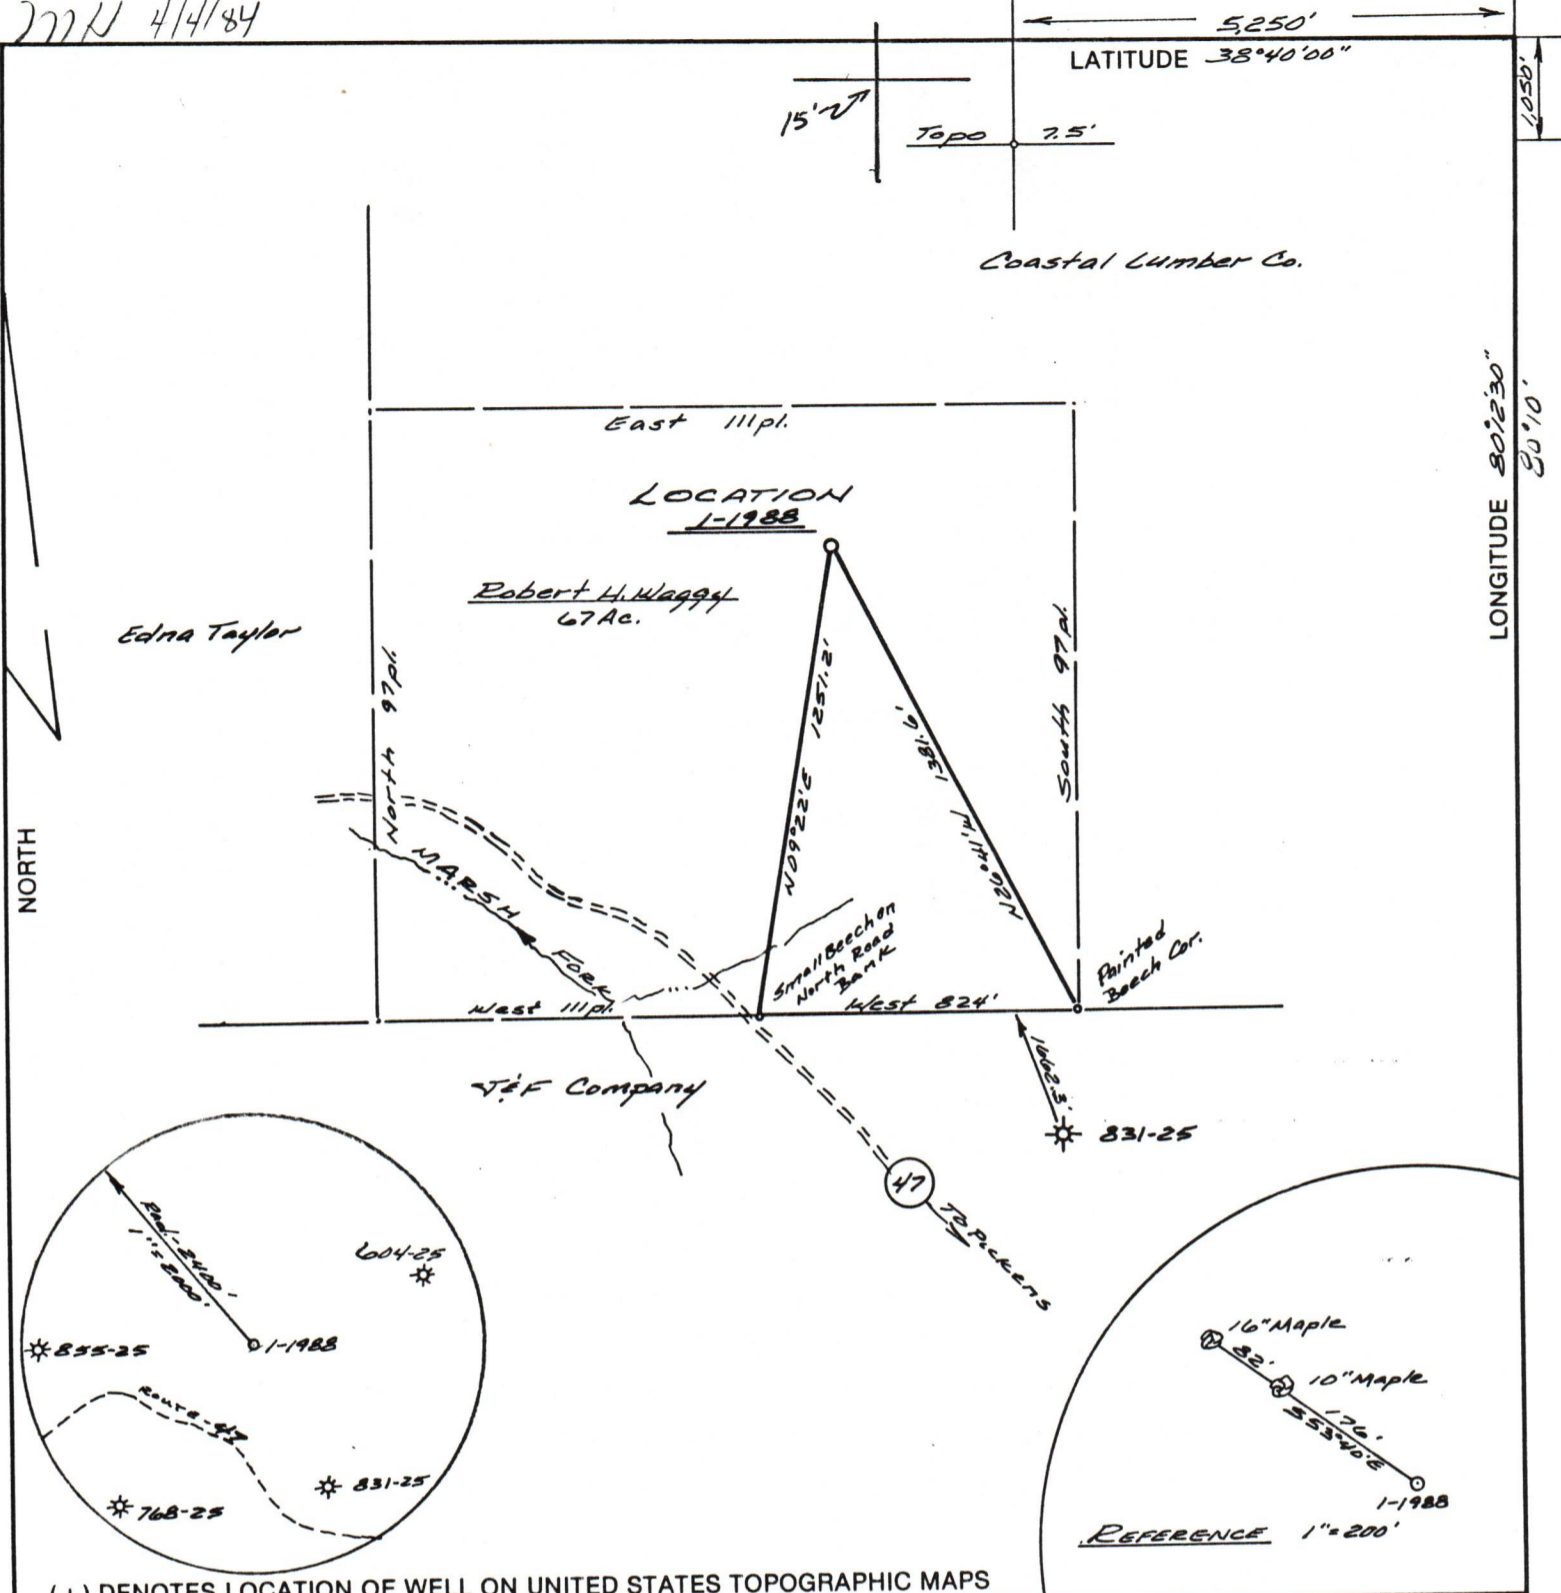 4/4/84
5,250'
LATITUDE 38°40'00"
1,050'
15'
Topo 7.5'
Coastal Lumber Co.
LONGITUDE 80°12'30"
80°10'
East 111pl.
LOCATION
1-1988
Robert H. Waggy
67 Ac.
Edna Taylor
North 97pl.
South 97pl.
N09°22'E 1251.2'
N26°41'W 1381.6'
NORTH
MARSH FORK
Small Beech on
North Road
Bank
Painted
Beech Cor.
West 111pl.
West 824'
J&F Company
1662.3'
831-25
47
To Pickens
Rad.-2400'
1"=2000'
604-25
855-25
1-1988
Route-47
831-25
768-25
16" Maple
82'
10" Maple
176'
S53°40'E
1-1988
REFERENCE 1"=200'
(+) DENOTES LOCATION OF WELL ON UNITED STATES TOPOGRAPHIC MAPS